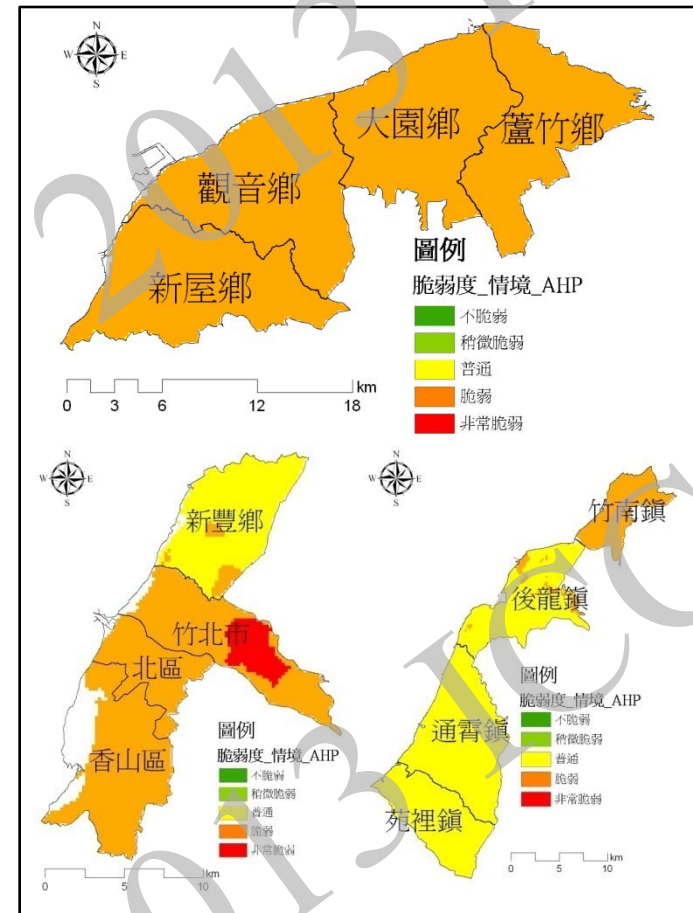 N
W E
S
大園鄉
蘆竹鄉
觀音鄉
新屋鄉
圖例
脆弱度_情境_AHP
不脆弱
稍微脆弱
普通
脆弱
非常脆弱
km
0 3 6 12 18
N
W E
S
新豐鄉
竹北市
北區
香山區
圖例
脆弱度_情境_AHP
不脆弱
稍微脆弱
普通
脆弱
非常脆弱
km
0 5 10
N
W E
S
竹南鎮
後龍鎮
通霄鎮
苑裡鎮
圖例
脆弱度_情境_AHP
不脆弱
稍微脆弱
普通
脆弱
非常脆弱
km
0 5 10
2013
2013 ICC